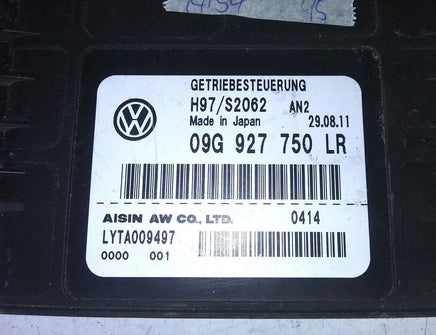 GETRIEBESTEUERUNG
H97/S2062 AN2
Made in Japan 29.08.11
09G 927 750 LR
AISIN AW CO., LTD. 0414
LYTA009497
0000 001